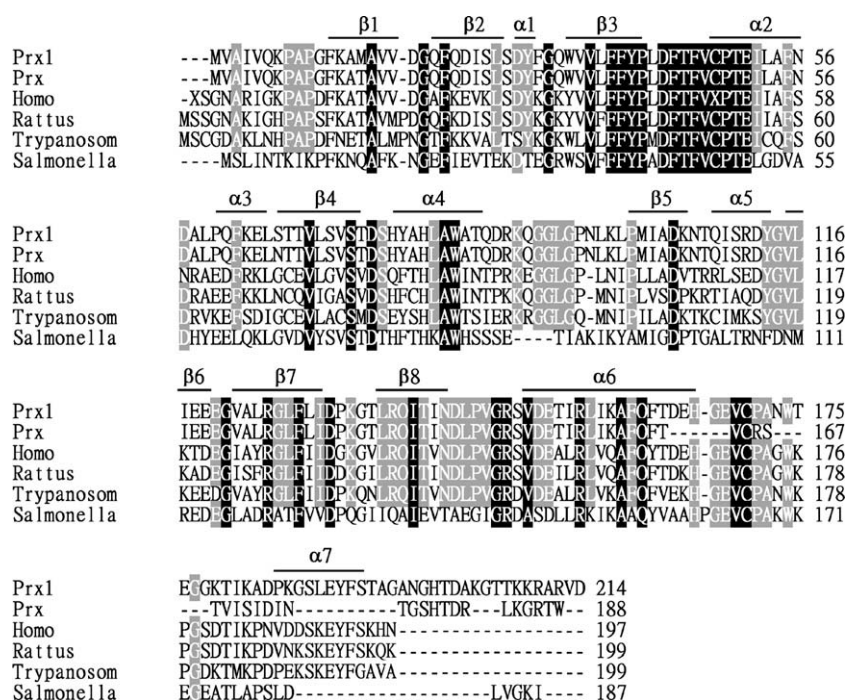 β1 β2 α1 β3 α2
Prx1 ---MVAIVQKPAPGFKAMAVV-DGQFQDISLSDYFGQWVVLFFYPLDFTFVCPTEILAFN 56
Prx ---MVAIVQKPAPGFKATAVV-DGQFQDISLSDYFGQWVVLFFYPLDFTFVCPTEILAFN 56
Homo -XSGNARIGKPAPDFKATAVV-DGAFKEVKLSDYKGKYVVLFFYPLDFTFVXPTEIIAFS 58
Rattus MSSGNAKIGHPAPSFKATAVMPDGQFKDISLSDYKGKYVVLFFYPLDFTFVCPTEIIAFS 60
Trypanosom MSCGDAKLNHPAPDFNETALMPNGTFKKVALTSYKGKWLVLFFYPMDFTFVCPTEICQFS 60
Salmonella ----MSLINTKIKPFKNQAFK-NGEFIEVTEKDTEGRWSVFFFYPADFTFVCPTELGDVA 55
α3 β4 α4 β5 α5
Prx1 DALPQFKELSTTVLSVSTDSHYAHLAWATQDRKQGGLGPNLKLPMIADKNTQISRDYGVL 116
Prx DALPQFKELNTTVLSVSTDSHYAHLAWATQDRKQGGLGPNLKLPMIADKNTQISRDYGVL 116
Homo NRAEDFRKLGCEVLGVSVDSQFTHLAWINTPRKEGGLGP-LNIPLLADVTRRLSEDYGVL 117
Rattus DRAEEFKKLNCQVIGASVDSHFCHLAWINTPKKQGGLGP-MNIPLVSDPKRTIAQDYGVL 119
Trypanosom DRVKEFSDIGCEVLACSMDSEYSHLAWTSIERKRGGLGQ-MNIPILADKTKCIMKSYGVL 119
Salmonella DHYEELQKLGVDVYSVSTDTHFTHKAWHSSSE----TIAKIKYAMIGDPTGALTRNFDNM 111
β6 β7 β8 α6
Prx1 IEEEGVALRGLFLIDPKGTLRQITINDLPVGRSVDETIRLIKAFQFTDEH-GEVCPANWT 175
Prx IEEEGVALRGLFLIDPKGTLRQITINDLPVGRSVDETIRLIKAFQFT------VCRS--- 167
Homo KTDEGIAYRGLFIIDGKGVLRQITVNDLPVGRSVDEALRLVQAFQYTDEH-GEVCPAGWK 176
Rattus KADEGISFRGLFIIDDKGILRQITINDLPVGRSVDEILRLVQAFQFTDKH-GEVCPAGWK 178
Trypanosom KEEDGVAYRGLFIIDPKQNLRQITVNDLPVGRDVDEALRLVKAFQFVEKH-GEVCPANWK 178
Salmonella REDEGLADRATFVVDPQGIIQAIEVTAEGIGRDASDLLRKIKAAQYVAAHPGEVCPAKWK 171
α7
Prx1 EGGKTIKADPKGSLEYFSTAGANGHTDAKGTTKKRARVD 214
Prx ---TVISIDIN-----------TGSHTDR---LKGRTW-- 188
Homo PGSDTIKPNVDDSKEYFSKHN------------------ 197
Rattus PGSDTIKPDVNKSKEYFSKQK------------------ 199
Trypanosom PGDKTMKPDPEKSKEYFGAVA------------------ 199
Salmonella EGEATLAPSLD--------------------LVGKI---- 187